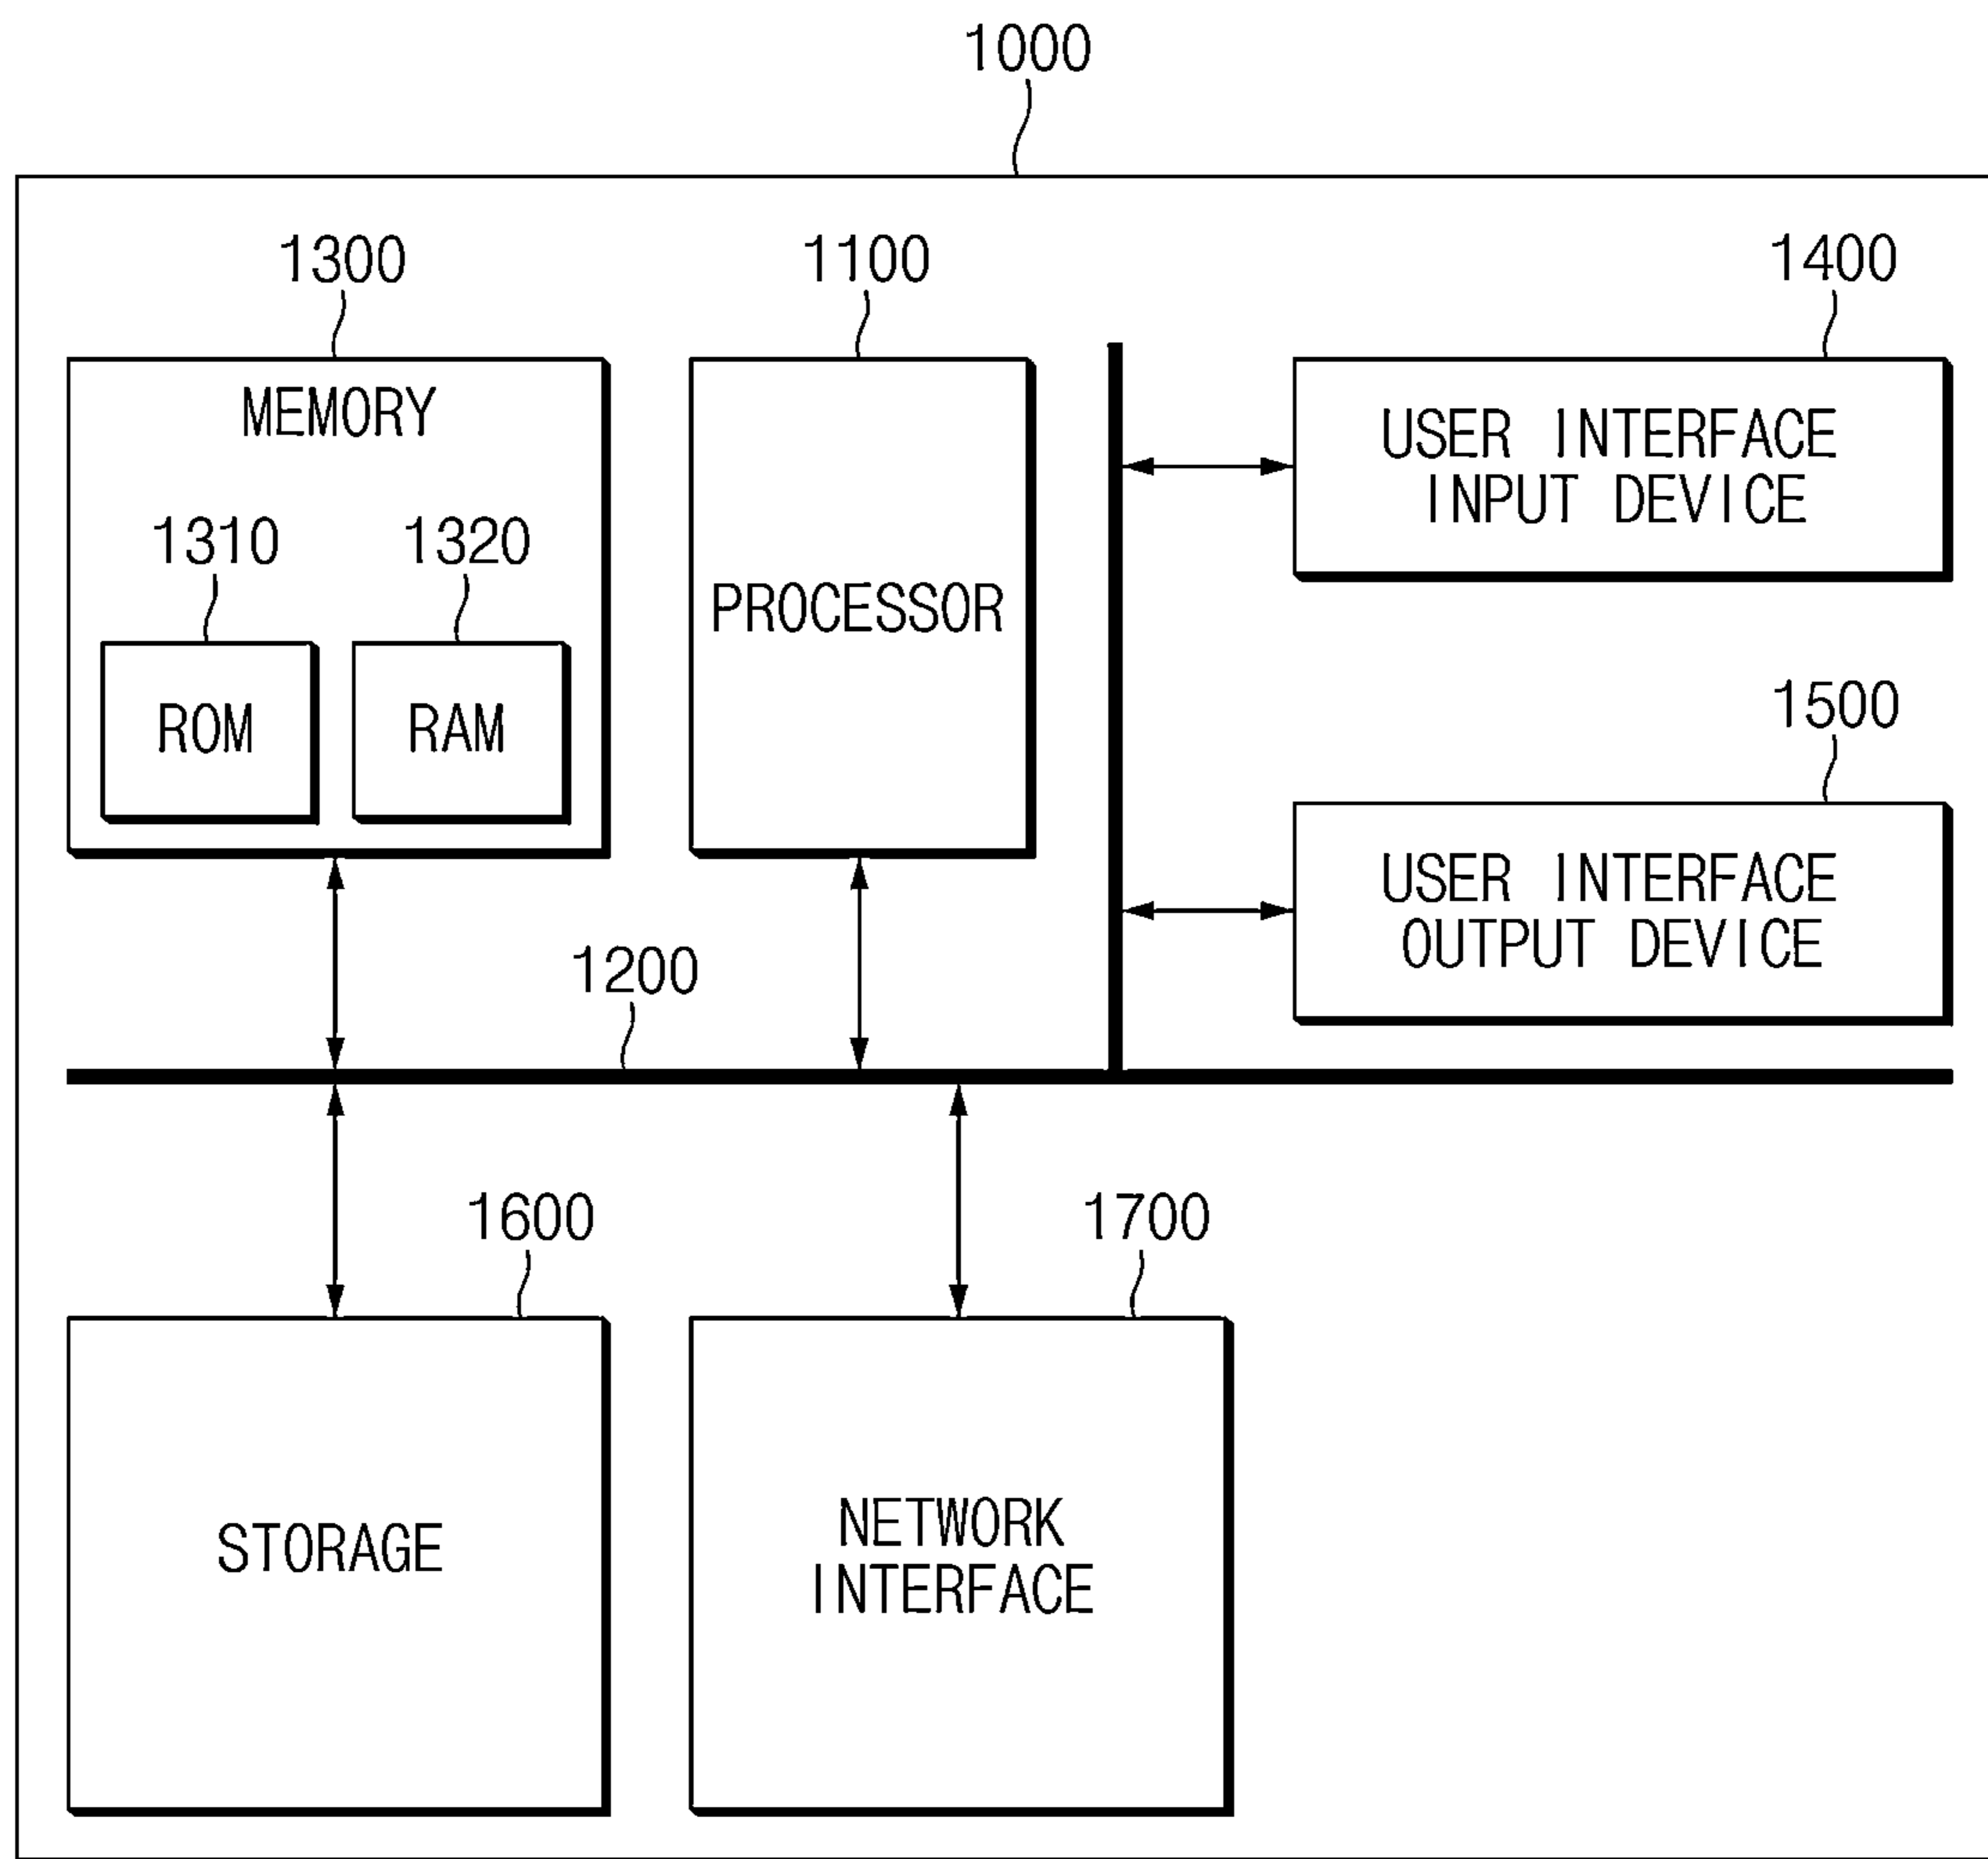 1000
1300
1100
1400
MEMORY
USER INTERFACE
INPUT DEVICE
1310
1320
PROCESSOR
ROM
RAM
1500
USER INTERFACE
OUTPUT DEVICE
1200
1600
1700
STORAGE
NETWORK
INTERFACE